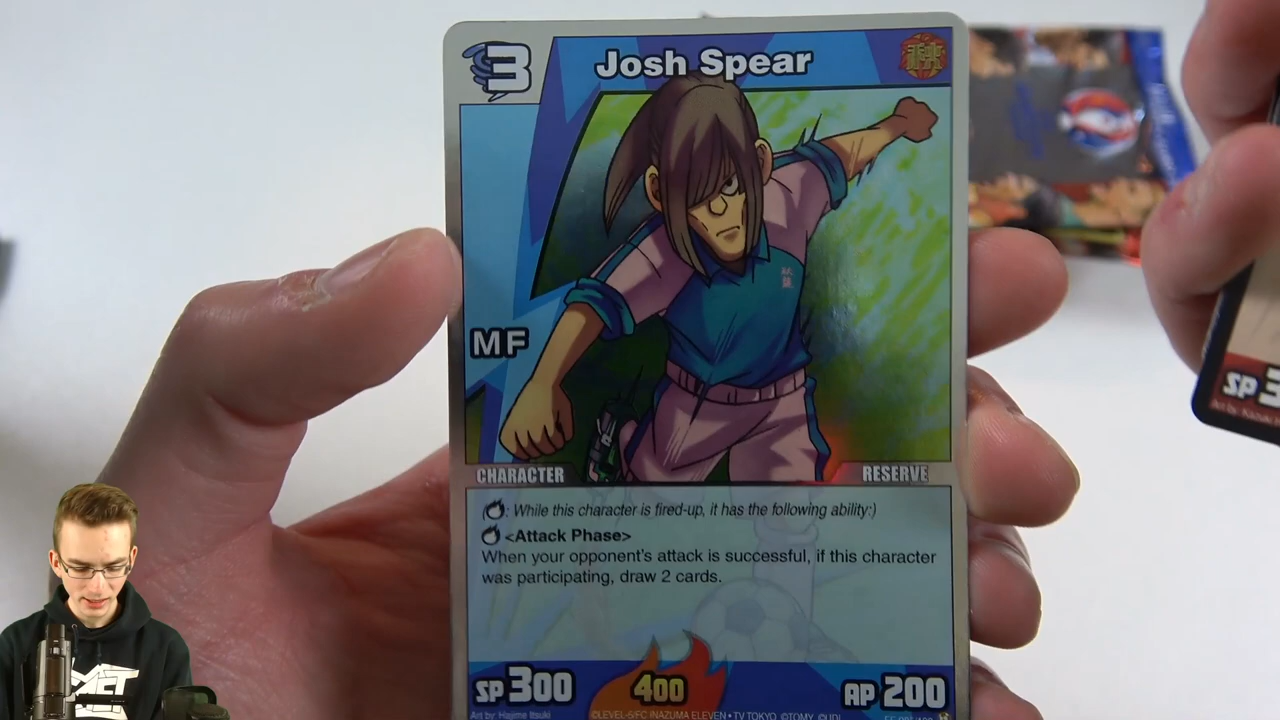 3
Josh Spear
MF
CHARACTER
RESERVE
: While this character is fired-up, it has the following ability:)
<Attack Phase>
When your opponent's attack is successful, if this character
was participating, draw 2 cards.
SP 300
400
AP 200
Art by: Hajime Itsuki
©LEVEL-5/FC INAZUMA ELEVEN • TV TOKYO ©TOMY ©UDI
SP 3